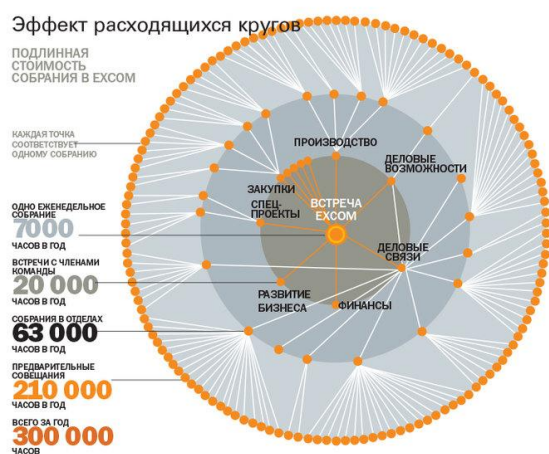 Эффект расходящихся кругов
ПОДЛИННАЯ
СТОИМОСТЬ
СОБРАНИЯ В EXCOM
КАЖДАЯ ТОЧКА
СООТВЕТСТВУЕТ
ОДНОМУ СОБРАНИЮ
ОДНО ЕЖЕНЕДЕЛЬНОЕ
СОБРАНИЕ
7000
ЧАСОВ В ГОД
ВСТРЕЧИ С ЧЛЕНАМИ
КОМАНДЫ
20 000
ЧАСОВ В ГОД
СОБРАНИЯ В ОТДЕЛАХ
63 000
ЧАСОВ В ГОД
ПРЕДВАРИТЕЛЬНЫЕ
СОВЕЩАНИЯ
210 000
ЧАСОВ В ГОД
ВСЕГО ЗА ГОД
300 000
ЧАСОВ
ПРОИЗВОДСТВО
ДЕЛОВЫЕ
ВОЗМОЖНОСТИ
ЗАКУПКИ
СПЕЦ-
ПРОЕКТЫ
ВСТРЕЧА
EXCOM
ДЕЛОВЫЕ
СВЯЗИ
РАЗВИТИЕ
БИЗНЕСА
ФИНАНСЫ